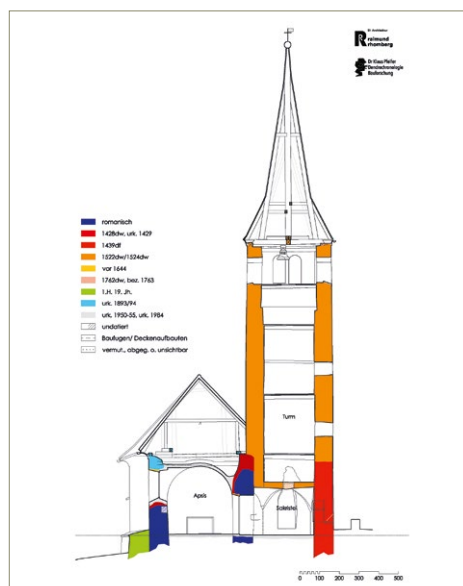 raimund
rhomberg
Dr Klaus Pfeifer
Dendrochronologie
Bauforschung
romanisch
1428dw, urk. 1429
1439df
1522dw/1524dw
vor 1644
1762dw, bez. 1763
1.H. 19. Jh.
urk. 1893/94
urk. 1950-55, urk. 1984
undatiert
Baufugen/ Deckenaufbauten
vermut., abgeg. o. unsichtbar
Turm
Apsis
Sakristei
0 100 200 300 400 500